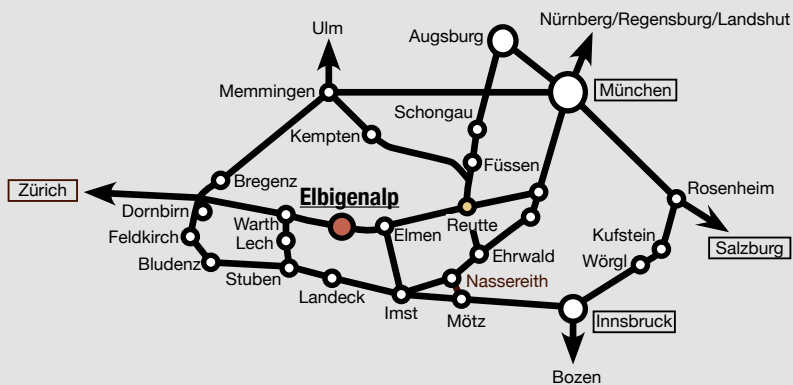 Nürnberg/Regensburg/Landshut
Ulm
Augsburg
Memmingen
München
Schongau
Kempten
Füssen
Zürich
Bregenz
Elbigenalp
Rosenheim
Dornbirn
Warth
Reutte
Feldkirch
Lech
Elmen
Ehrwald
Kufstein
Salzburg
Bludenz
Wörgl
Stuben
Nassereith
Landeck
Imst
Mötz
Innsbruck
Bozen